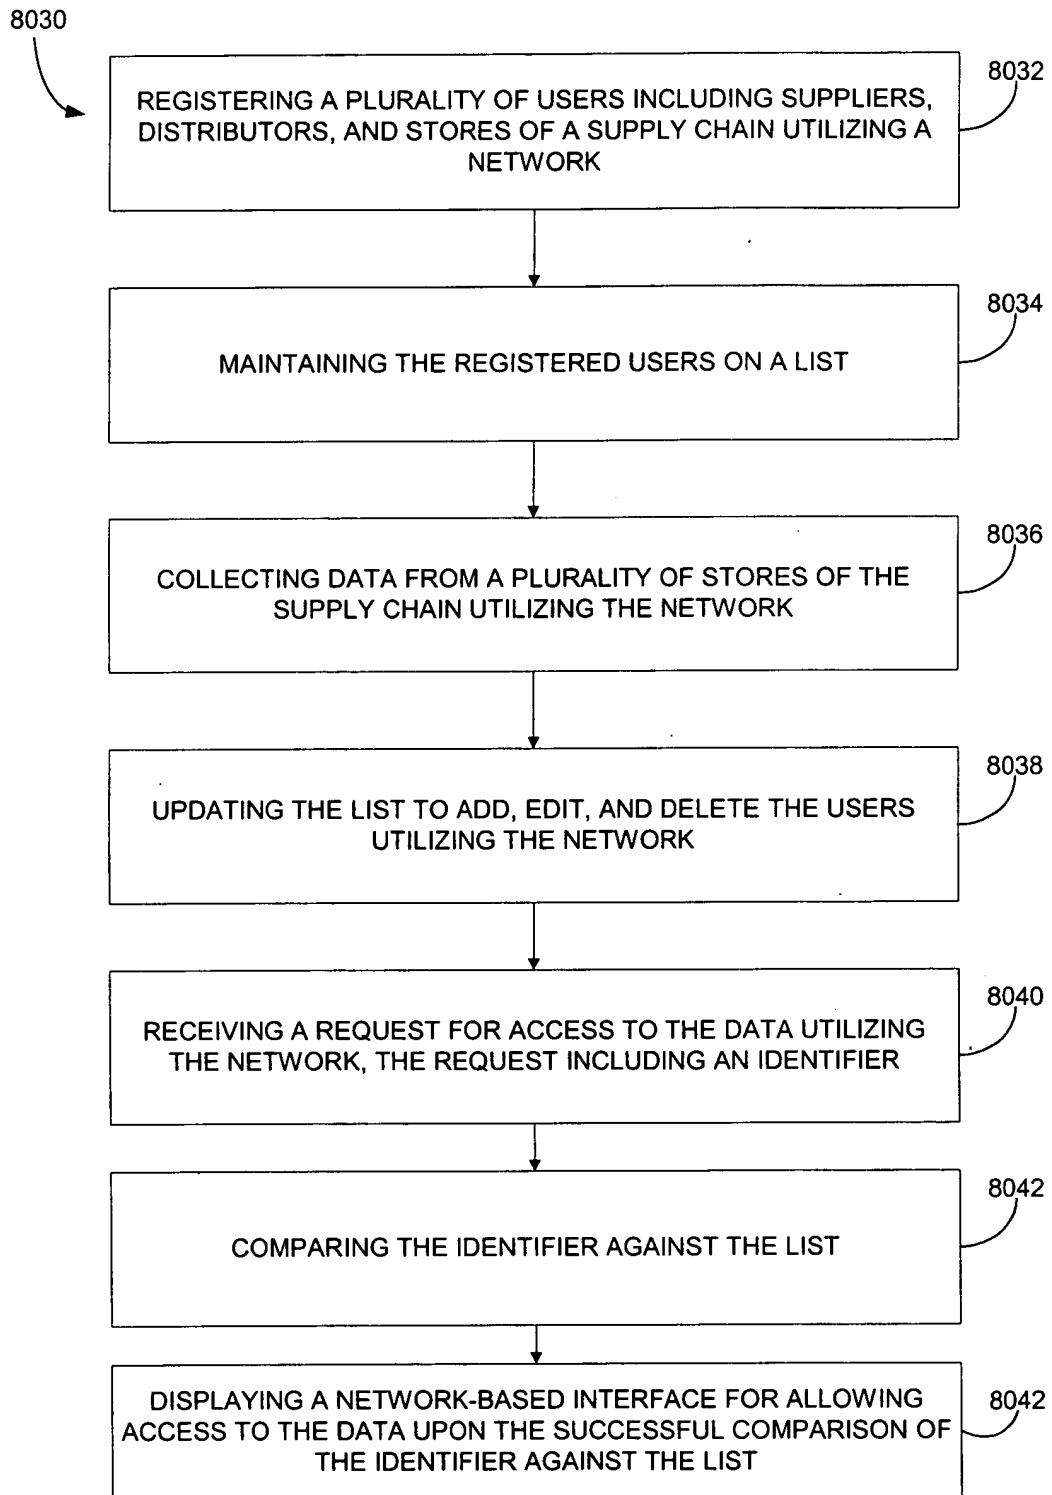 8030
8032
REGISTERING A PLURALITY OF USERS INCLUDING SUPPLIERS,
DISTRIBUTORS, AND STORES OF A SUPPLY CHAIN UTILIZING A
NETWORK
8034
MAINTAINING THE REGISTERED USERS ON A LIST
8036
COLLECTING DATA FROM A PLURALITY OF STORES OF THE
SUPPLY CHAIN UTILIZING THE NETWORK
8038
UPDATING THE LIST TO ADD, EDIT, AND DELETE THE USERS
UTILIZING THE NETWORK
8040
RECEIVING A REQUEST FOR ACCESS TO THE DATA UTILIZING
THE NETWORK, THE REQUEST INCLUDING AN IDENTIFIER
8042
COMPARING THE IDENTIFIER AGAINST THE LIST
8042
DISPLAYING A NETWORK-BASED INTERFACE FOR ALLOWING
ACCESS TO THE DATA UPON THE SUCCESSFUL COMPARISON OF
THE IDENTIFIER AGAINST THE LIST